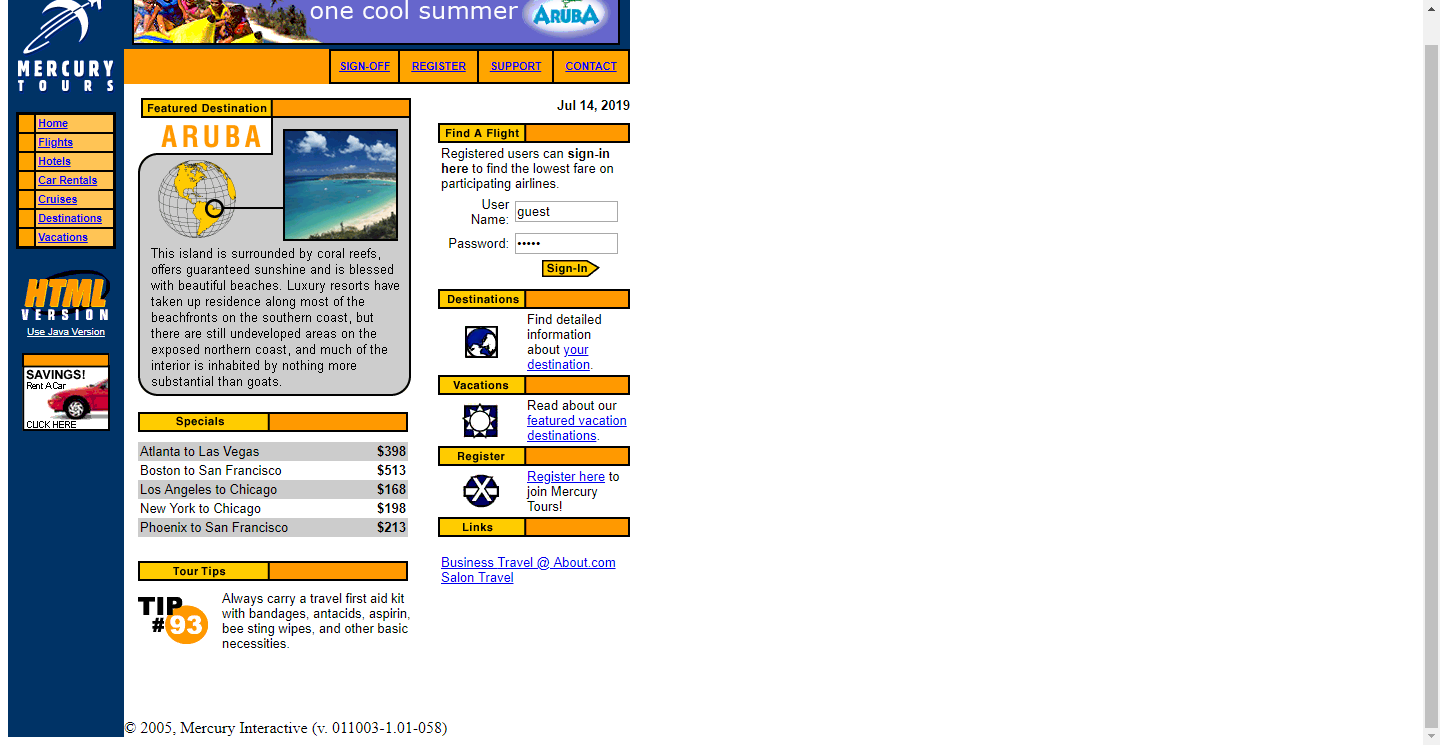 one cool summer
ARUBA
MERCURY
TOURS
SIGN-OFF
REGISTER
SUPPORT
CONTACT
Home
Flights
Hotels
Car Rentals
Cruises
Destinations
Vacations
HTML
VERSION
Use Java Version
SAVINGS!
Rent A Car
CLICK HERE
Featured Destination
ARUBA
This island is surrounded by coral reefs,
offers guaranteed sunshine and is blessed
with beautiful beaches. Luxury resorts have
taken up residence along most of the
beachfronts on the southern coast, but
there are still undeveloped areas on the
exposed northern coast, and much of the
interior is inhabited by nothing more
substantial than goats.
Specials
Atlanta to Las Vegas $398
Boston to San Francisco $513
Los Angeles to Chicago $168
New York to Chicago $198
Phoenix to San Francisco $213
Tour Tips
TIP
#93
Always carry a travel first aid kit
with bandages, antacids, aspirin,
bee sting wipes, and other basic
necessities.
Jul 14, 2019
Find A Flight
Registered users can sign-in
here to find the lowest fare on
participating airlines.
User
Name: guest
Password: •••••
Sign-In
Destinations
Find detailed
information
about your
destination.
Vacations
Read about our
featured vacation
destinations.
Register
Register here to
join Mercury
Tours!
Links
Business Travel @ About.com
Salon Travel
© 2005, Mercury Interactive (v. 011003-1.01-058)